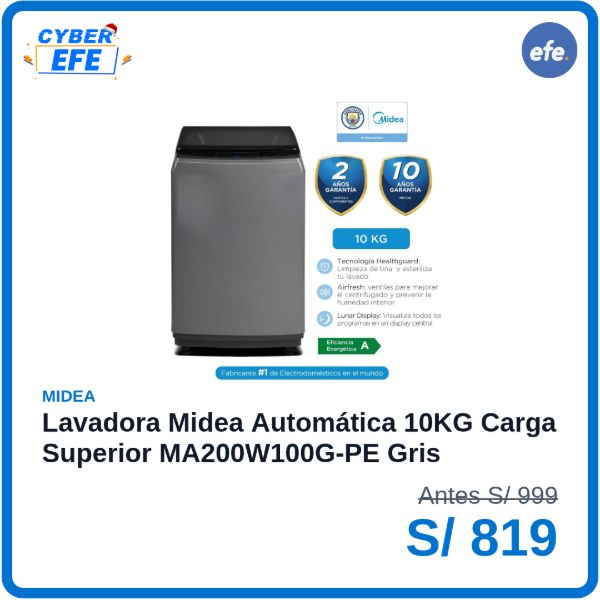 CYBER
EFE
efe.
Midea
2
AÑOS
GARANTÍA
10
AÑOS
GARANTÍA
MOTOR
10 KG
Tecnología Healthguard:
Limpieza de tina y esteriliza
tu lavado
Airfresh: ventilas para mejorar
el centrifugado y prevenir la
humedad interior
Lunar Display: Visualiza todos los
programas en un display central
Eficiencia
Energética A
Fabricante #1 de Electrodomésticos en el mundo
MIDEA
Lavadora Midea Automática 10KG Carga
Superior MA200W100G-PE Gris
Antes S/ 999
S/ 819